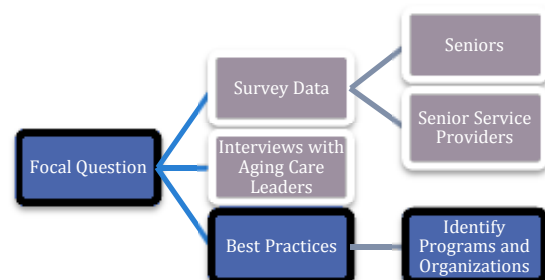 Seniors
Survey Data
Senior Service
Providers
Focal Question
Interviews with
Aging Care
Leaders
Best Practices
Identify
Programs and
Organizations